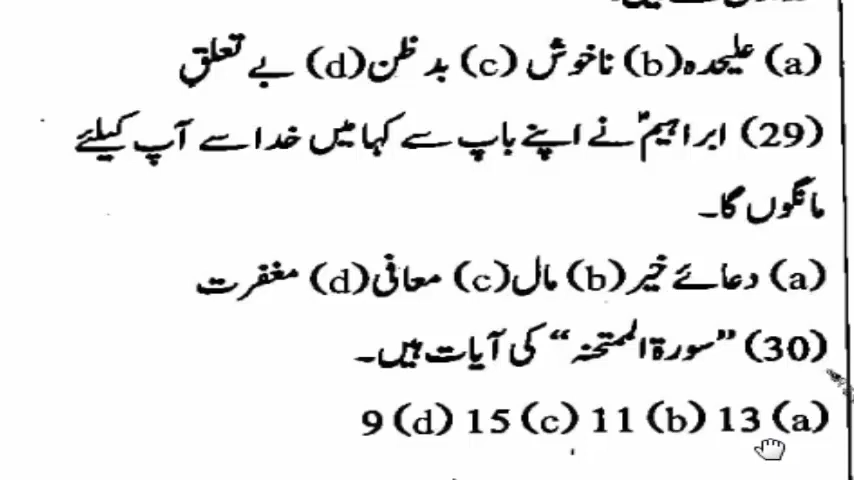 (a) علیحدہ (b) ناخوش (c) بدظن (d) بے تعلق
(29) ابراہیمؑ نے اپنے باپ سے کہا میں خدا سے آپ کیلئے
مانگوں گا۔
(a) دعائے خیر (b) مال (c) معافی (d) مغفرت
(30) ”سورۃ الممتحنہ“ کی آیات ہیں۔
(a) 13 (b) 11 (c) 15 (d) 9